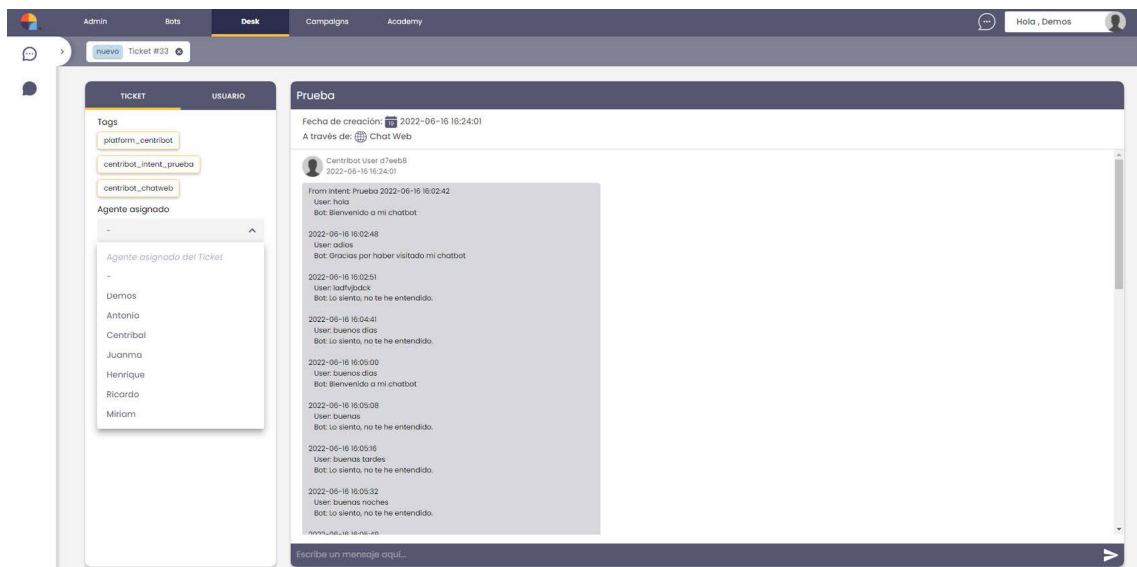 Admin Bots Desk Campaigns Academy Hola , Demos
nuevo Ticket #33
TICKET USUARIO
Tags
platform_centribot
centribot_intent_prueba
centribot_chatweb
Agente asignado
-
Agente asignado del Ticket
-
Demos
Antonio
Centribal
Juanma
Henrique
Ricardo
Miriam
Prueba
Fecha de creación: 2022-06-16 16:24:01
A través de: Chat Web
Centribot User d7eeb8
2022-06-16 16:24:01
From Intent: Prueba 2022-06-16 16:02:42
User: hola
Bot: Bienvenido a mi chatbot
2022-06-16 16:02:48
User: adios
Bot: Gracias por haber visitado mi chatbot
2022-06-16 16:02:51
User: ladfvjbdck
Bot: Lo siento, no te he entendido.
2022-06-16 16:04:41
User: buenos días
Bot: Lo siento, no te he entendido.
2022-06-16 16:05:00
User: buenos días
Bot: Bienvenido a mi chatbot
2022-06-16 16:05:08
User: buenas
Bot: Lo siento, no te he entendido.
2022-06-16 16:05:16
User: buenas tardes
Bot: Lo siento, no te he entendido.
2022-06-16 16:05:32
User: buenas noches
Bot: Lo siento, no te he entendido.
2022-06-16 16:05:49
Escribe un mensaje aquí...